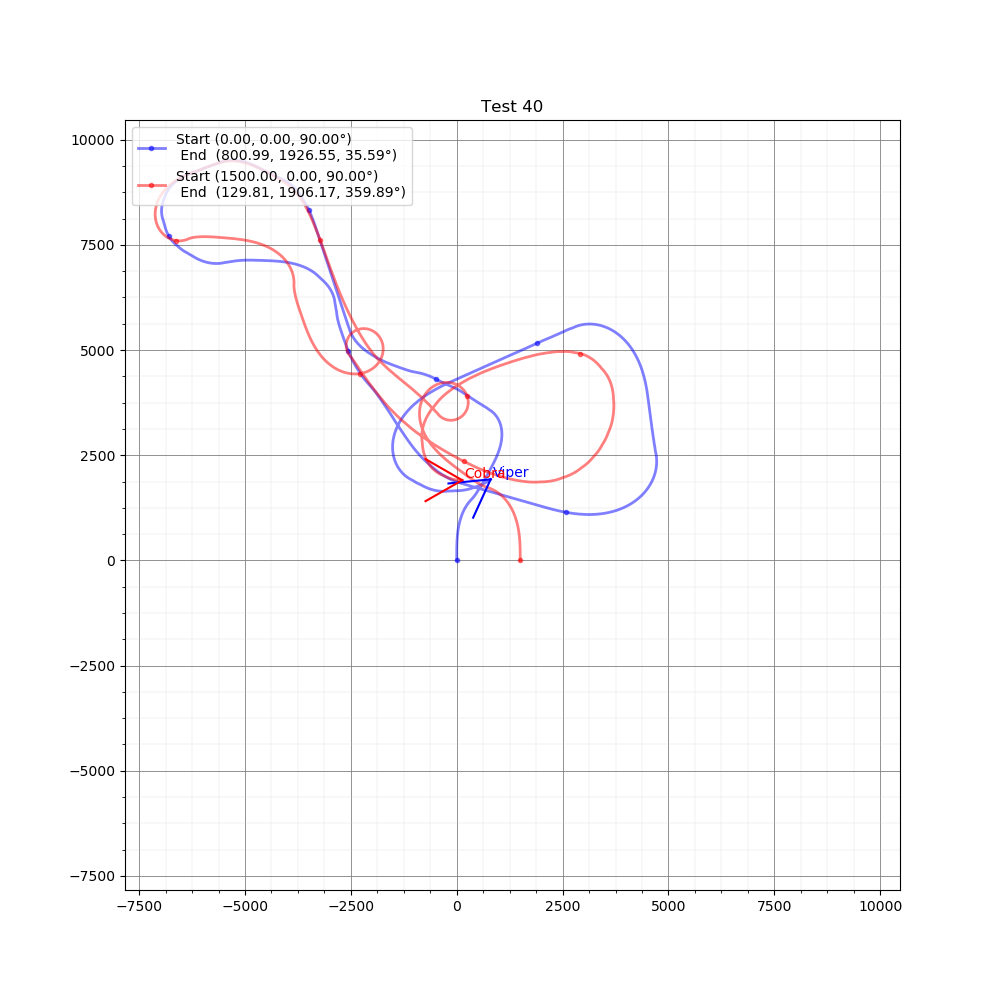 Test 40
Start (0.00, 0.00, 90.00°)
End (800.99, 1926.55, 35.59°)
Start (1500.00, 0.00, 90.00°)
End (129.81, 1906.17, 359.89°)
10000
7500
5000
2500
0
−2500
−5000
−7500
Cobra
Viper
−7500
−5000
−2500
0
2500
5000
7500
10000